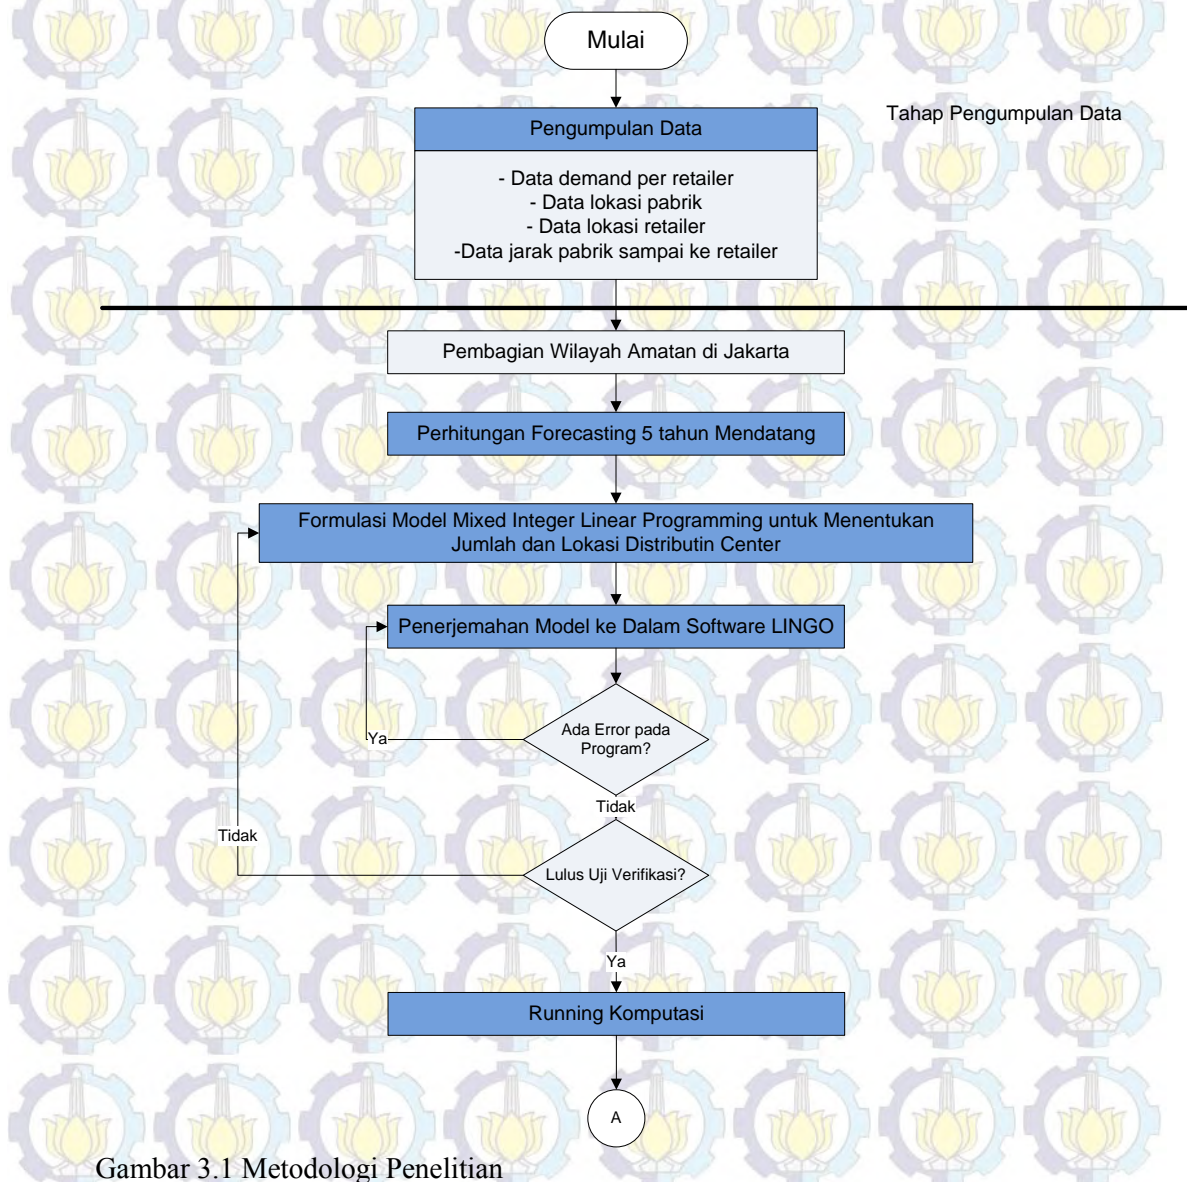 Mulai
Pengumpulan Data
Tahap Pengumpulan Data
- Data demand per retailer
- Data lokasi pabrik
- Data lokasi retailer
-Data jarak pabrik sampai ke retailer
Pembagian Wilayah Amatan di Jakarta
Perhitungan Forecasting 5 tahun Mendatang
Formulasi Model Mixed Integer Linear Programming untuk Menentukan
Jumlah dan Lokasi Distributin Center
Penerjemahan Model ke Dalam Software LINGO
Ada Error pada
Program?
Ya
Tidak
Tidak
Lulus Uji Verifikasi?
Ya
Running Komputasi
A
Gambar 3.1 Metodologi Penelitian